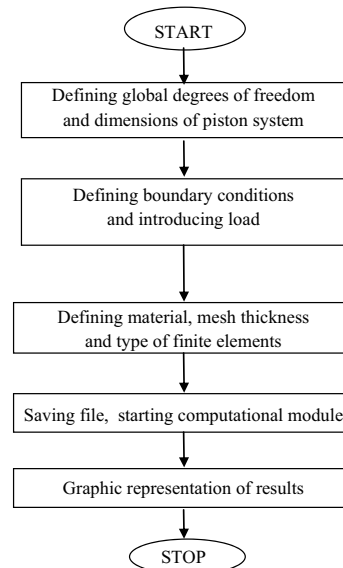 START
Defining global degrees of freedom
and dimensions of piston system
Defining boundary conditions
and introducing load
Defining material, mesh thickness
and type of finite elements
Saving file, starting computational module
Graphic representation of results
STOP